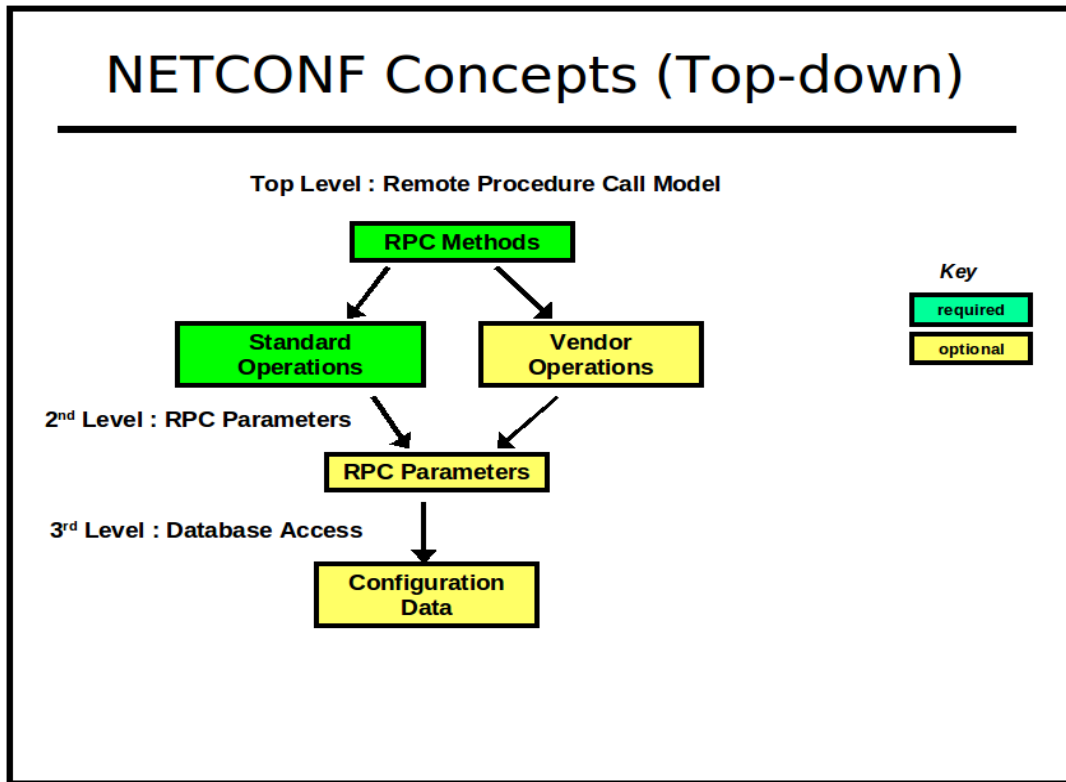 NETCONF Concepts (Top-down)
Top Level : Remote Procedure Call Model
RPC Methods
Key
required
optional
Standard
Operations
Vendor
Operations
2nd Level : RPC Parameters
RPC Parameters
3rd Level : Database Access
Configuration
Data